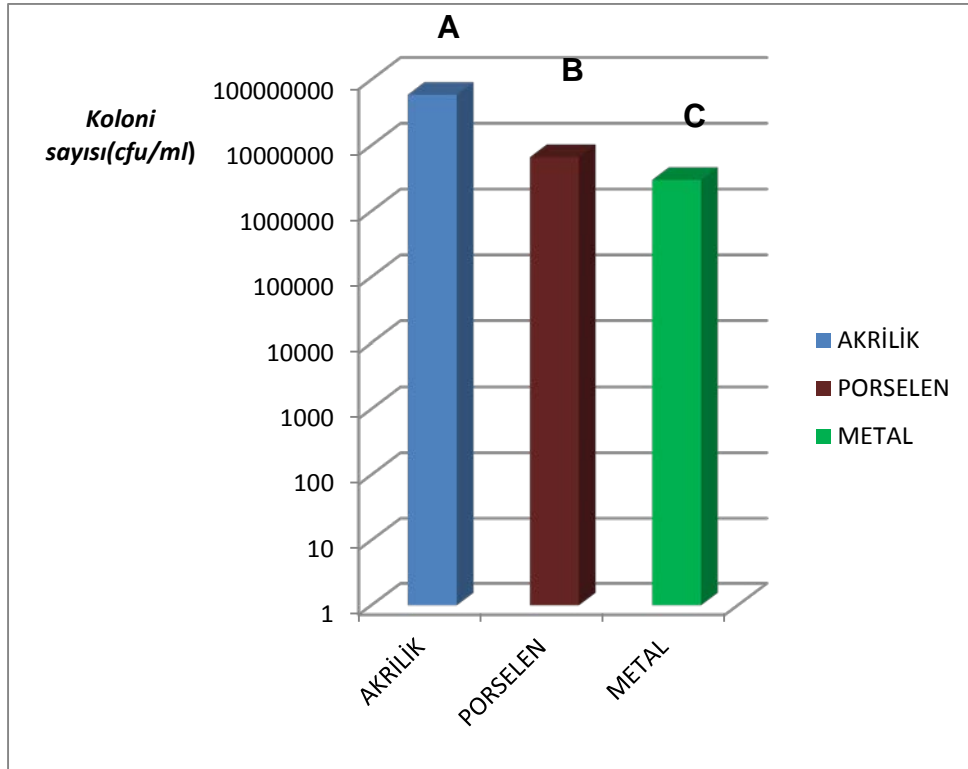 A
B
C
Koloni
sayısı(cfu/ml)
100000000
10000000
1000000
100000
10000
1000
100
10
1
AKRİLİK
PORSELEN
METAL
AKRİLİK
PORSELEN
METAL